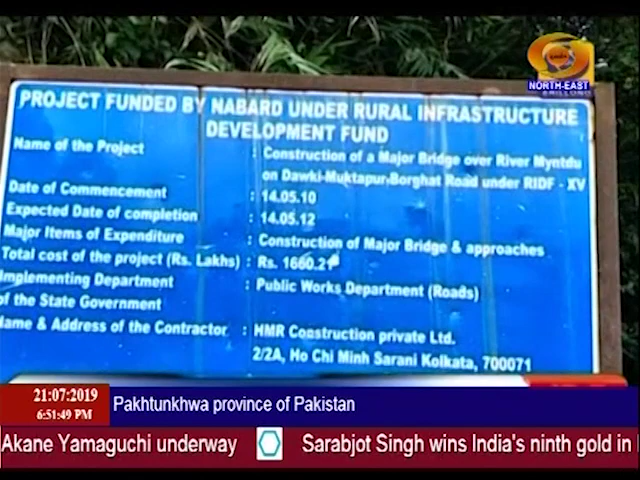 NORTH-EAST
PROJECT FUNDED BY NABARD UNDER RURAL INFRASTRUCTURE
DEVELOPMENT FUND
Name of the Project : Construction of a Major Bridge over River Myntdu
on Dawki-Muktapur-Borghat Road under RIDF - XV
Date of Commencement : 14.05.10
Expected Date of completion : 14.05.12
Major Items of Expenditure : Construction of Major Bridge & approaches
Total cost of the project (Rs. Lakhs) : Rs. 1660.21
Implementing Department : Public Works Department (Roads)
of the State Government
Name & Address of the Contractor : HMR Construction private Ltd.
2/2A, Ho Chi Minh Sarani Kolkata, 700071
21:07:2019
6:51:49 PM
Pakhtunkhwa province of Pakistan
Akane Yamaguchi underway Sarabjot Singh wins India's ninth gold in